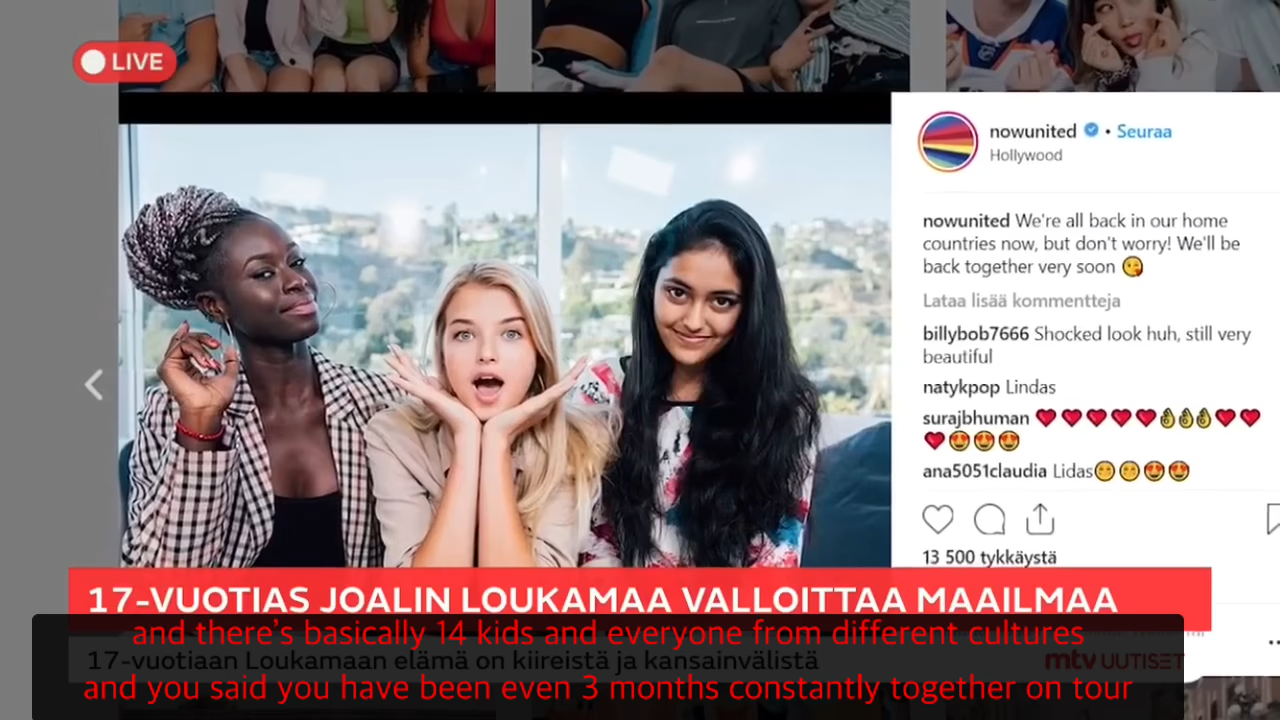 LIVE
nowunited • Seuraa
Hollywood
nowunited We're all back in our home
countries now, but don't worry! We'll be
back together very soon 😘
Lataa lisää kommentteja
billybob7666 Shocked look huh, still very
beautiful
natykpop Lindas
surajbhuman ❤️❤️❤️❤️❤️👌👌👌❤️❤️
❤️😍😍😍
ana5051claudia Lidas😊😊😍😍
13 500 tykkäystä
17-VUOTIAS JOALIN LOUKAMAA VALLOITTAA MAAILMAA
and there's basically 14 kids and everyone from different cultures
17-vuotiaan Loukamaan elämä on kiireistä ja kansainvälistä
mtv UUTISET
and you said you have been even 3 months constantly together on tour